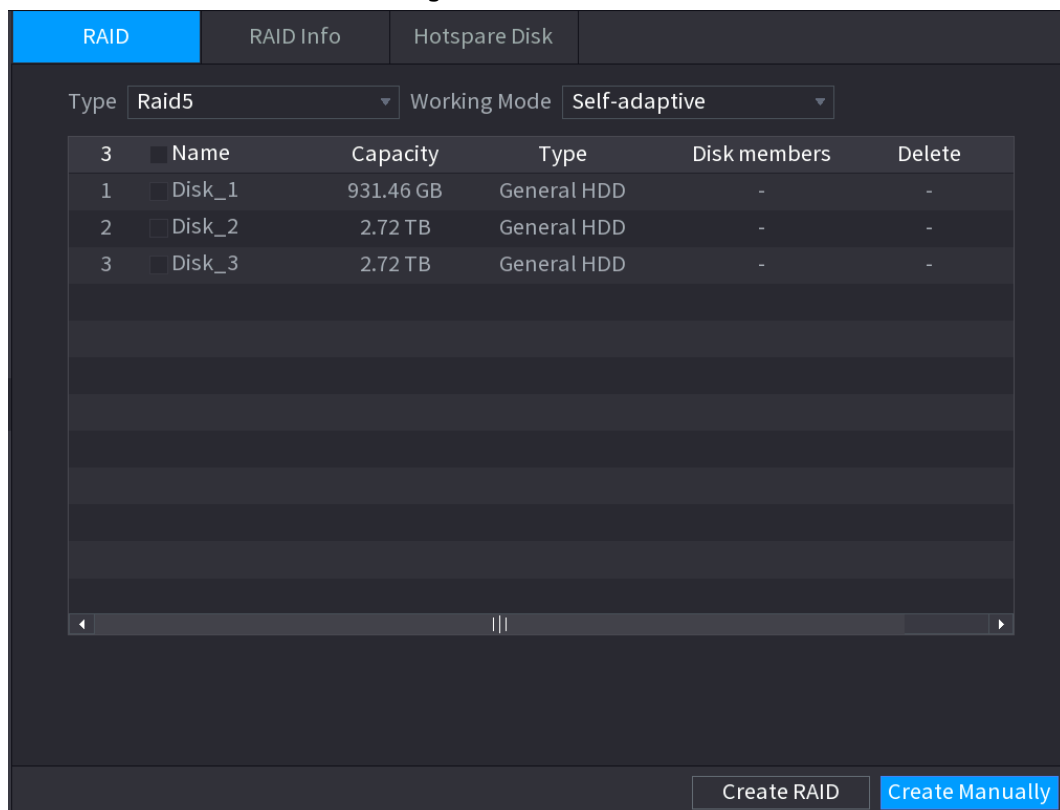 RAID RAID Info Hotspare Disk
Type Raid5 Working Mode Self-adaptive
3 Name Capacity Type Disk members Delete
1 Disk_1 931.46 GB General HDD - -
2 Disk_2 2.72 TB General HDD - -
3 Disk_3 2.72 TB General HDD - -
Create RAID Create Manually